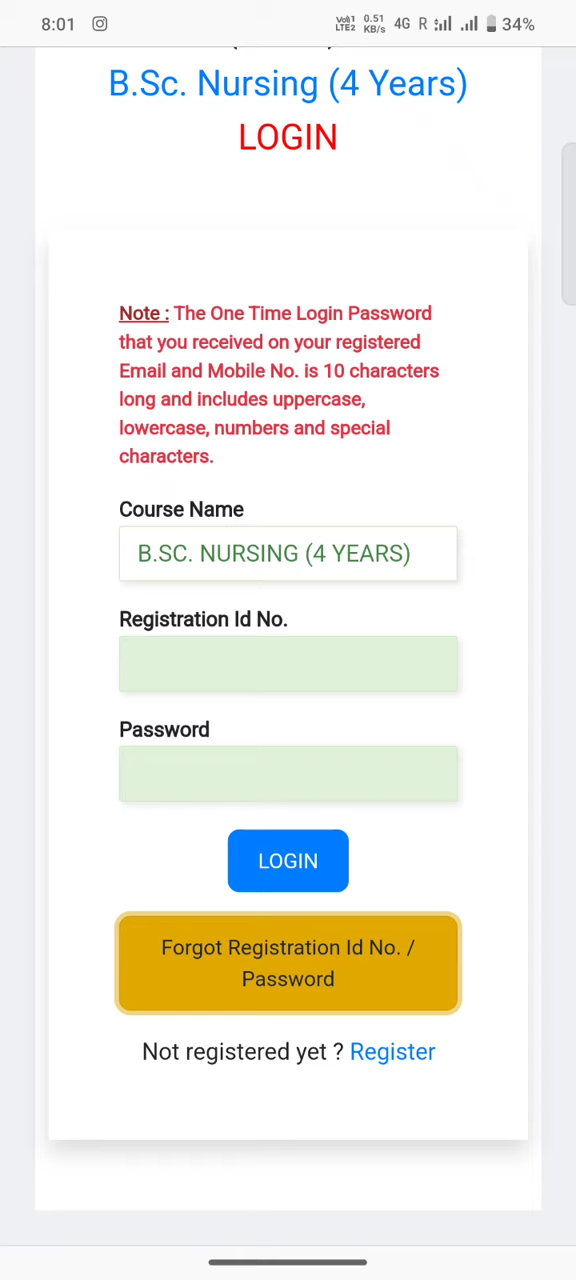 8:01
Vo)) 1
LTE2
0.51
KB/s
4G
R
34%
B.Sc. Nursing (4 Years)
LOGIN
Note : The One Time Login Password
that you received on your registered
Email and Mobile No. is 10 characters
long and includes uppercase,
lowercase, numbers and special
characters.
Course Name
B.SC. NURSING (4 YEARS)
Registration Id No.
Password
LOGIN
Forgot Registration Id No. /
Password
Not registered yet ? Register